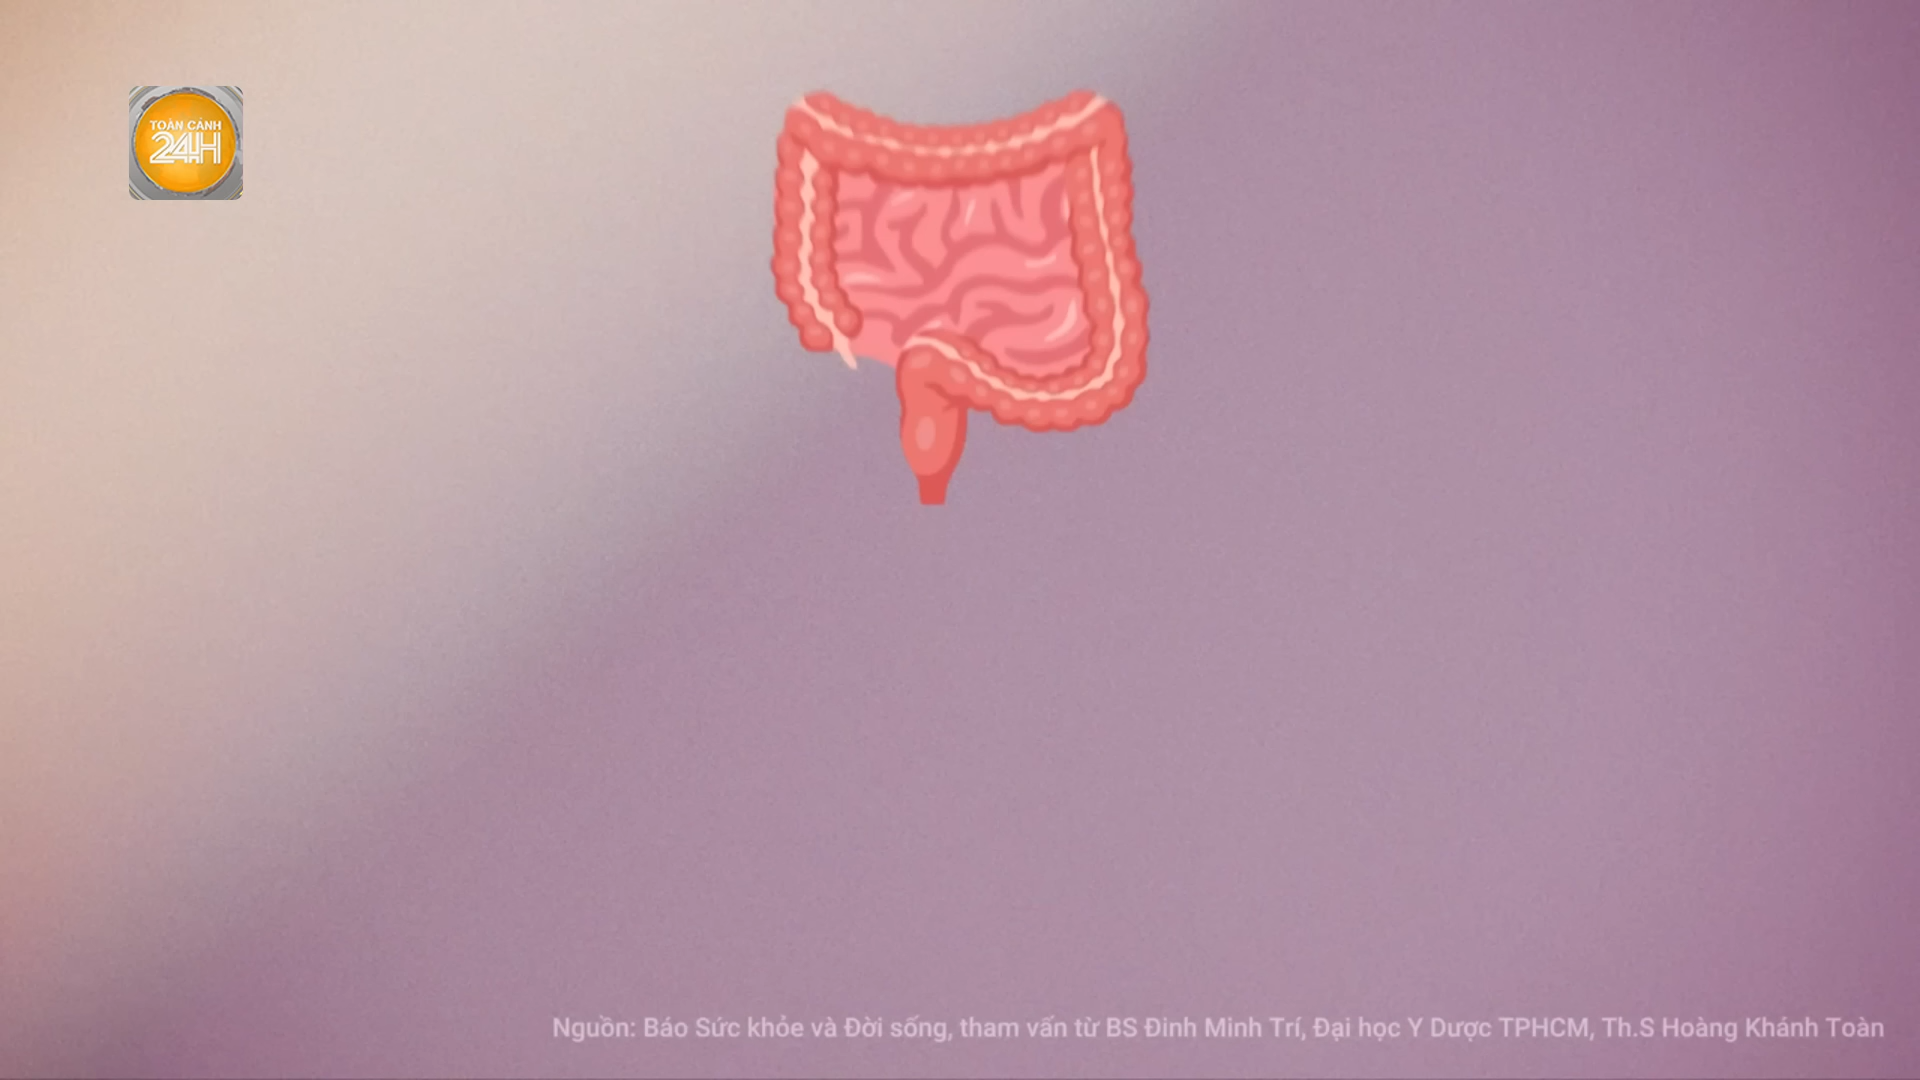 TOÀN CẢNH
24H
Nguồn: Báo Sức khỏe và Đời sống, tham vấn từ BS Đinh Minh Trí, Đại học Y Dược TPHCM, Th.S Hoàng Khánh Toàn